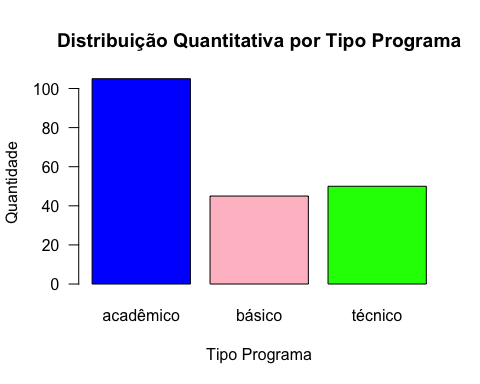 Distribuição Quantitativa por Tipo Programa
Quantidade
100
80
60
40
20
0
acadêmico básico técnico
Tipo Programa